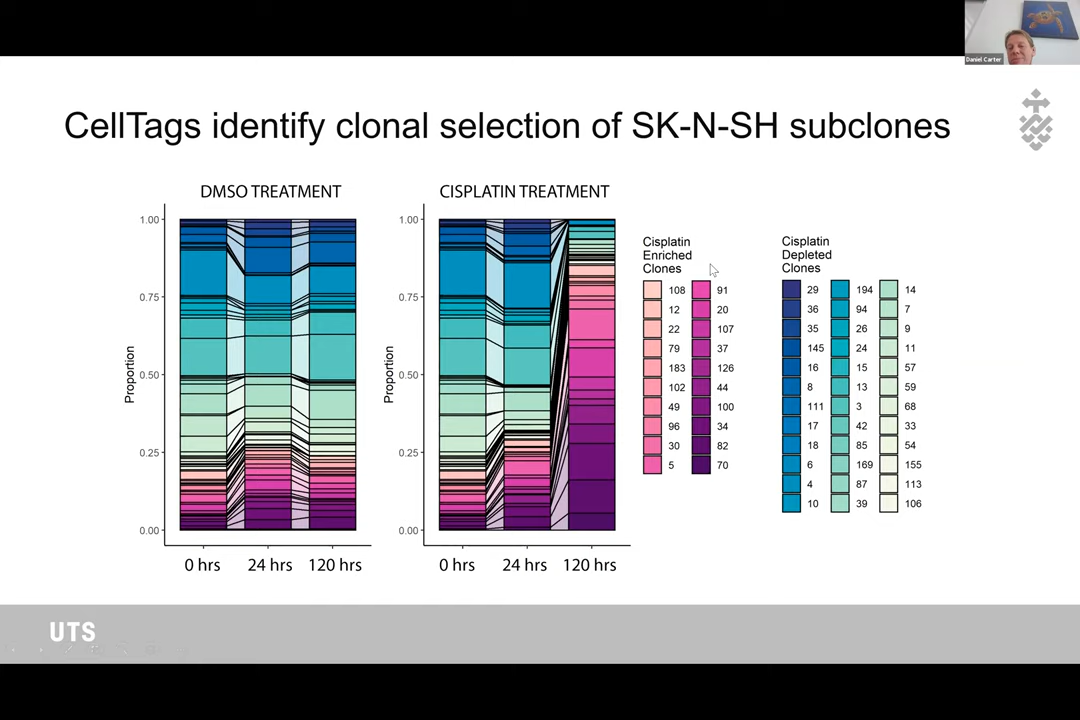 Daniel Carter
CellTags identify clonal selection of SK-N-SH subclones
DMSO TREATMENT
Proportion
1.00
0.75
0.50
0.25
0.00
0 hrs 24 hrs 120 hrs
CISPLATIN TREATMENT
Proportion
1.00
0.75
0.50
0.25
0.00
0 hrs 24 hrs 120 hrs
Cisplatin
Enriched
Clones
108 91
12 20
22 107
79 37
183 126
102 44
49 100
96 34
30 82
5 70
Cisplatin
Depleted
Clones
29 194 14
36 94 7
35 26 9
145 24 11
16 15 57
8 13 59
111 3 68
17 42 33
18 85 54
6 169 155
4 87 113
10 39 106
UTS